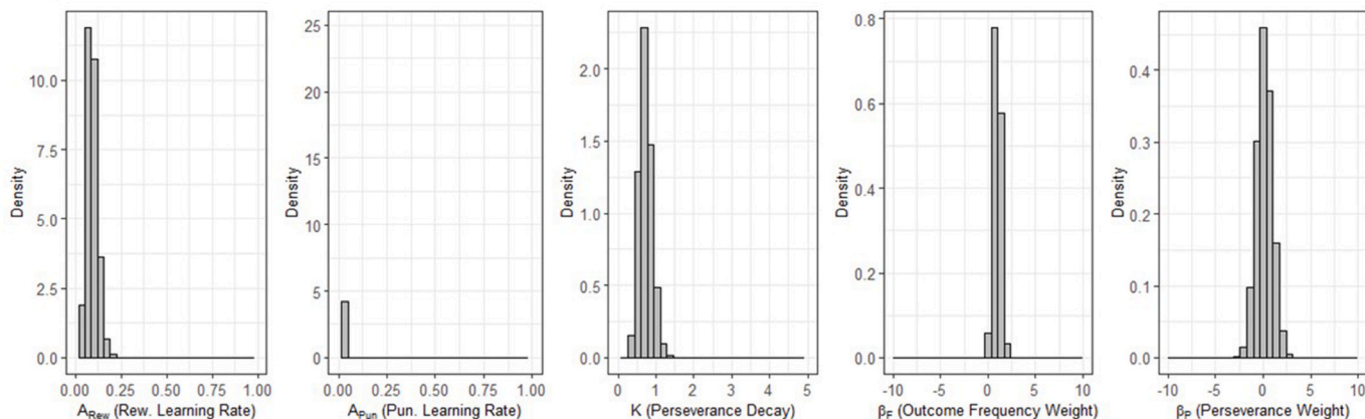 Density
10.0
7.5
5.0
2.5
0.0
0.00 0.25 0.50 0.75 1.00
A_Rew (Rew. Learning Rate)
Density
25
20
15
10
5
0
0.00 0.25 0.50 0.75 1.00
A_Pun (Pun. Learning Rate)
Density
2.0
1.5
1.0
0.5
0.0
0 1 2 3 4 5
K (Perseverance Decay)
Density
0.8
0.6
0.4
0.2
0.0
-10 -5 0 5 10
β_F (Outcome Frequency Weight)
Density
0.4
0.3
0.2
0.1
0.0
-10 -5 0 5 10
β_P (Perseverance Weight)